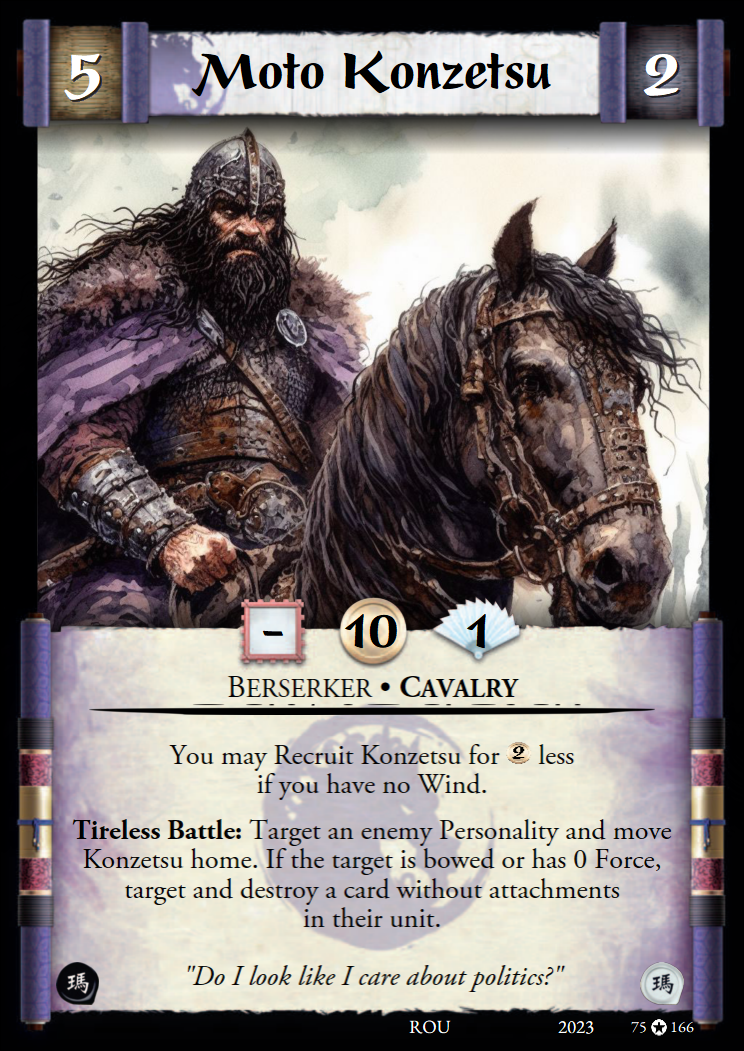 5 Moto Konzetsu 2
- 10 1
Berserker • Cavalry
You may Recruit Konzetsu for 2 less
if you have no Wind.
Tireless Battle: Target an enemy Personality and move
Konzetsu home. If the target is bowed or has 0 Force,
target and destroy a card without attachments
in their unit.
"Do I look like I care about politics?"
瑪 瑪
ROU 2023 75 ✪ 166